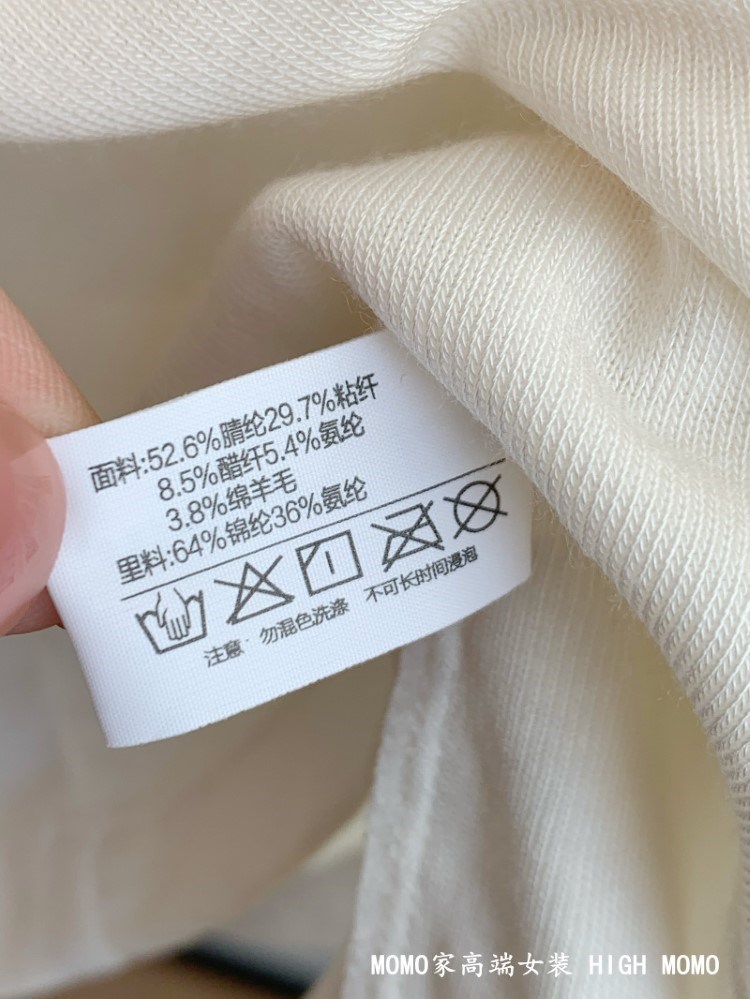 面料:52.6%腈纶29.7%粘纤
8.5%醋纤5.4%氨纶
3.8%绵羊毛
里料:64%锦纶36%氨纶
注意: 勿混色洗涤 不可长时间浸泡
MOMO家高端女装 HIGH MOMO